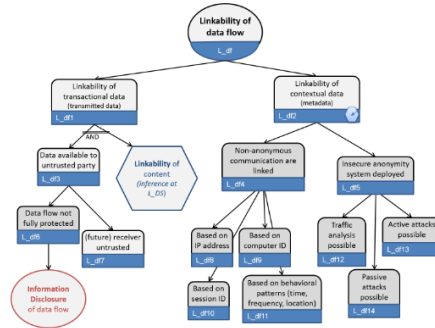 Linkability of
data flow
L_df
Linkability of
transactional data
(transmitted data)
L_df1
Linkability of
contextual data
(metadata)
L_df2
AND
Data available to
untrusted party
L_df3
Linkability of
content
(inference at
L_DS)
Non-anonymous
communication are
linked
L_df4
Insecure anonymity
system deployed
L_df5
Data flow not
fully protected
L_df6
(future) receiver
untrusted
L_df7
Based on
IP address
L_df8
Based on
computer ID
L_df9
Traffic
analysis
possible
L_df12
Active attacks
possible
L_df13
Information
Disclosure
of data flow
Based on
session ID
L_df10
Based on behavioral
patterns (time,
frequency, location)
L_df11
Passive
attacks
possible
L_df14